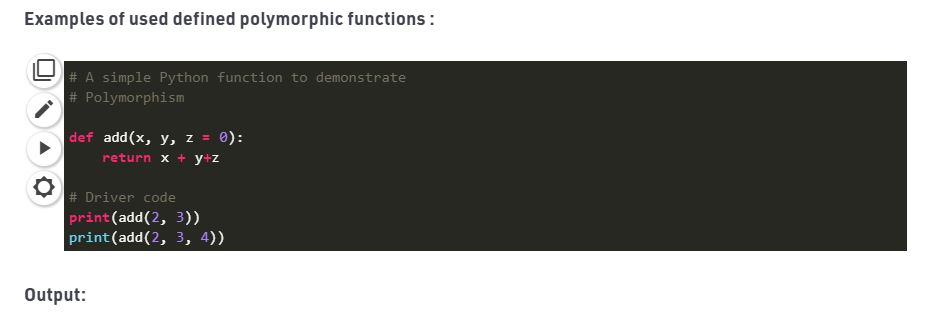 Examples of used defined polymorphic functions :
# A simple Python function to demonstrate
# Polymorphism
def add(x, y, z = 0):
    return x + y+z
# Driver code
print(add(2, 3))
print(add(2, 3, 4))
Output: